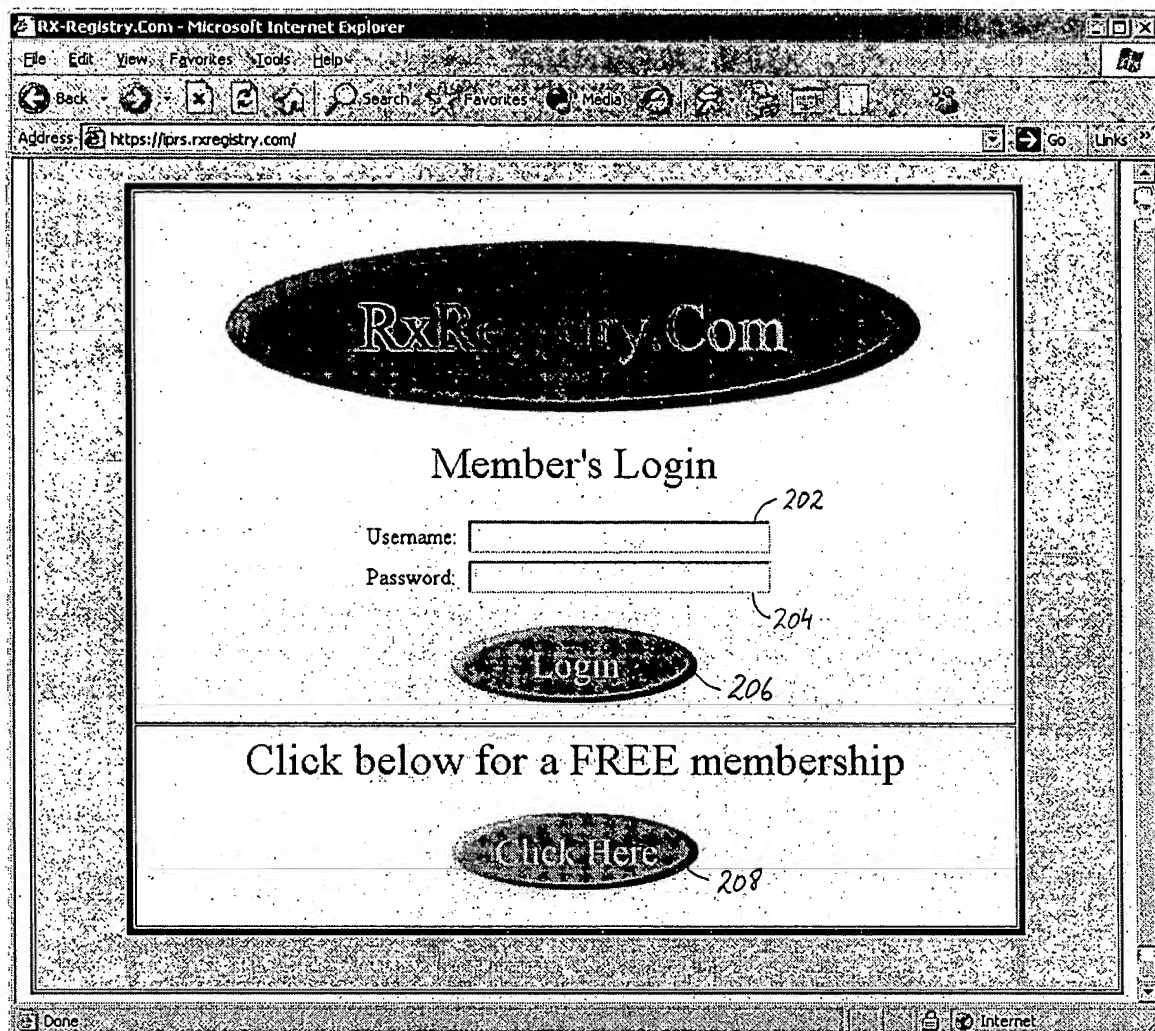 RX-Registry.Com - Microsoft Internet Explorer
File Edit View Favorites Tools Help
Back Search Favorites Media
Address https://iprs.rxregistry.com/ Go Links »
RxRegistry.Com
Member's Login
202
Username:
Password:
204
Login
206
Click below for a FREE membership
Click Here
208
Done Internet